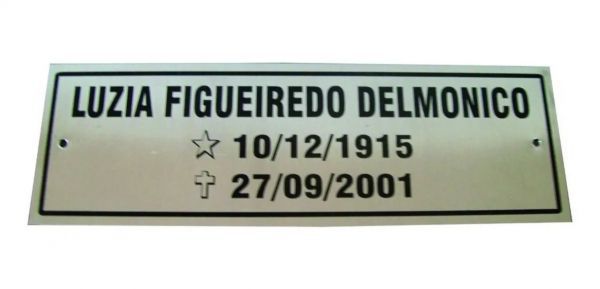 LUZIA FIGUEIREDO DELMONICO
☆ 10/12/1915
✝ 27/09/2001